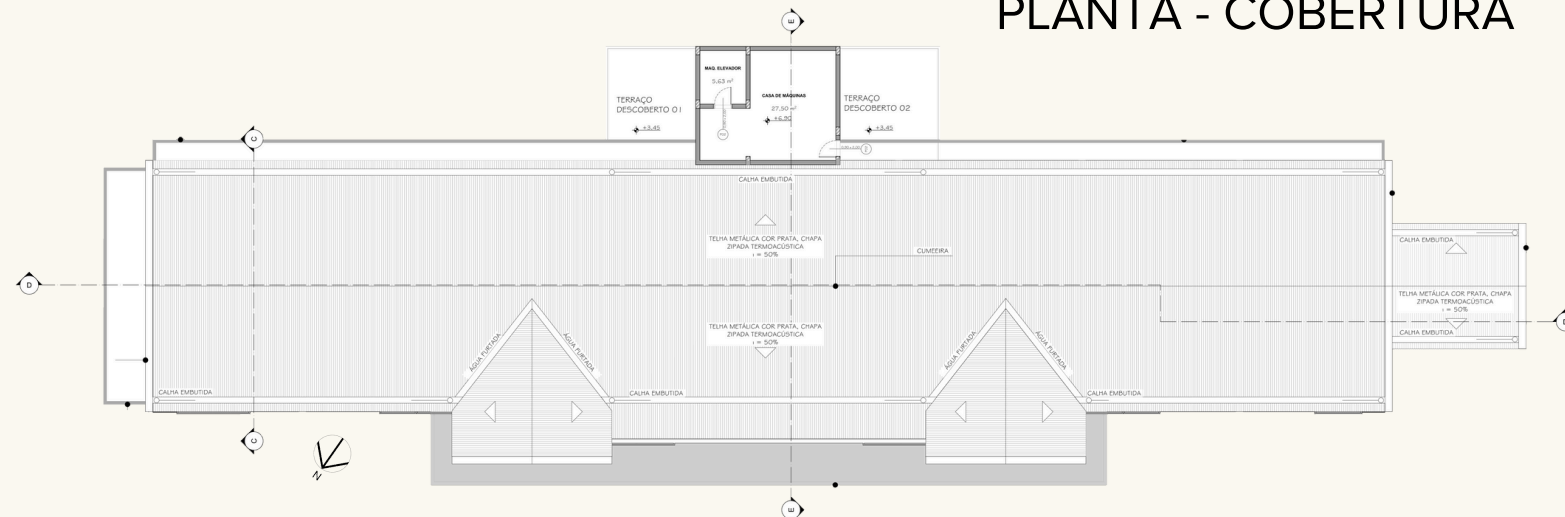 PLANTA - COBERTURA
E
MAQ. ELEVADOR
5,63 m²
CASA DE MÁQUINAS
27.50 m²
+6.90
TERRAÇO
DESCOBERTO 01
+3.45
TERRAÇO
DESCOBERTO 02
+3.45
C
CALHA EMBUTIDA
TELHA METÁLICA COR PRATA, CHAPA
ZIPADA TERMOACÚSTICA
i = 50%
CUMEEIRA
CALHA EMBUTIDA
D
TELHA METÁLICA COR PRATA, CHAPA
ZIPADA TERMOACÚSTICA
i = 50%
CALHA EMBUTIDA
D
TELHA METÁLICA COR PRATA, CHAPA
ZIPADA TERMOACÚSTICA
i = 50%
ÁGUA FURTADA
ÁGUA FURTADA
ÁGUA FURTADA
ÁGUA FURTADA
CALHA EMBUTIDA
CALHA EMBUTIDA
CALHA EMBUTIDA
C
N
E